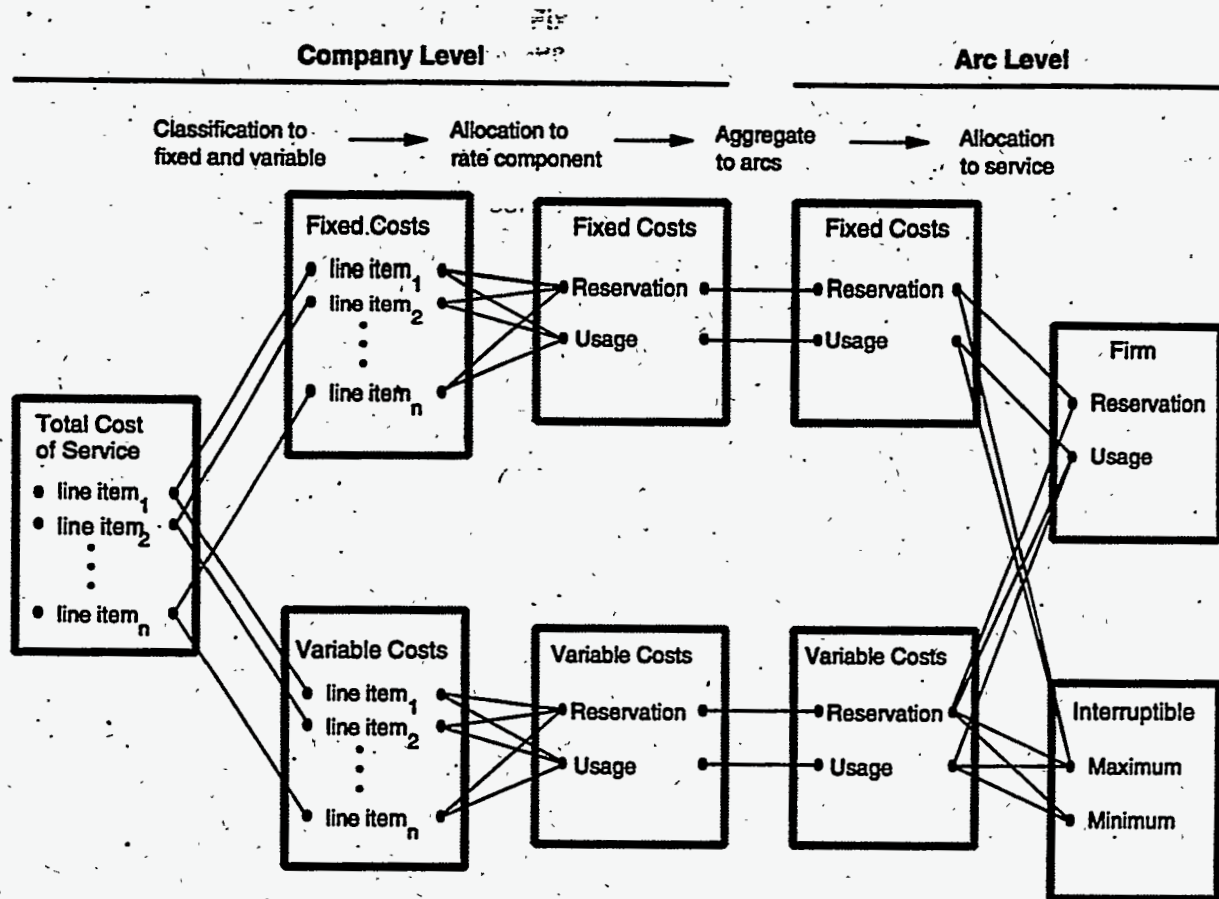 Company Level
Arc Level
Classification to
fixed and variable
Allocation to
rate component
Aggregate
to arcs
Allocation
to service
Fixed Costs
line item1
line item2
line itemn
Fixed Costs
Reservation
Usage
Fixed Costs
Reservation
Usage
Firm
Reservation
Usage
Total Cost
of Service
line item1
line item2
line itemn
Variable Costs
line item1
line item2
line itemn
Variable Costs
Reservation
Usage
Variable Costs
Reservation
Usage
Interruptible
Maximum
Minimum